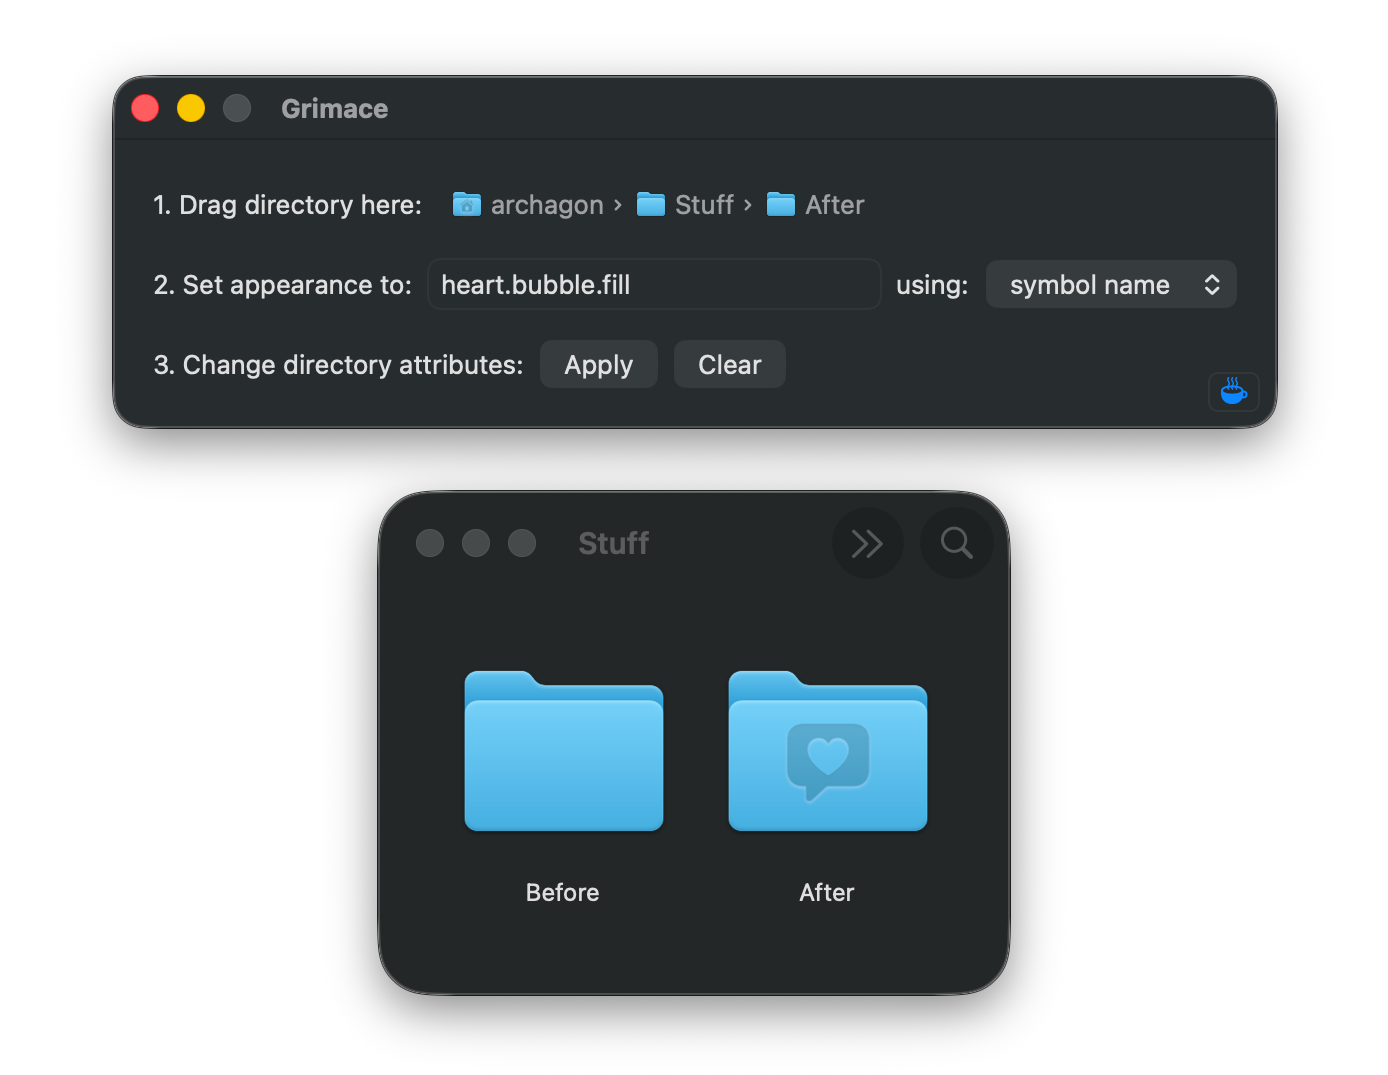 Grimace
1. Drag directory here: archagon › Stuff › After
2. Set appearance to: heart.bubble.fill using: symbol name
3. Change directory attributes: Apply Clear
Stuff
Before After